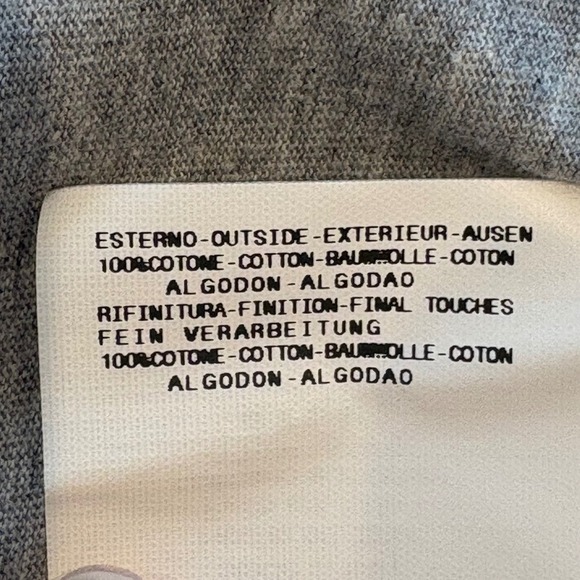 ESTERNO-OUTSIDE-EXTERIEUR-AUSEN
100%COTONE-COTTON-BAUMWOLLE-COTON
ALGODON-ALGODAO
RIFINITURA-FINITION-FINAL TOUCHES
FEIN VERARBEITUNG
100%COTONE-COTTON-BAUMWOLLE-COTON
ALGODON-ALGODAO